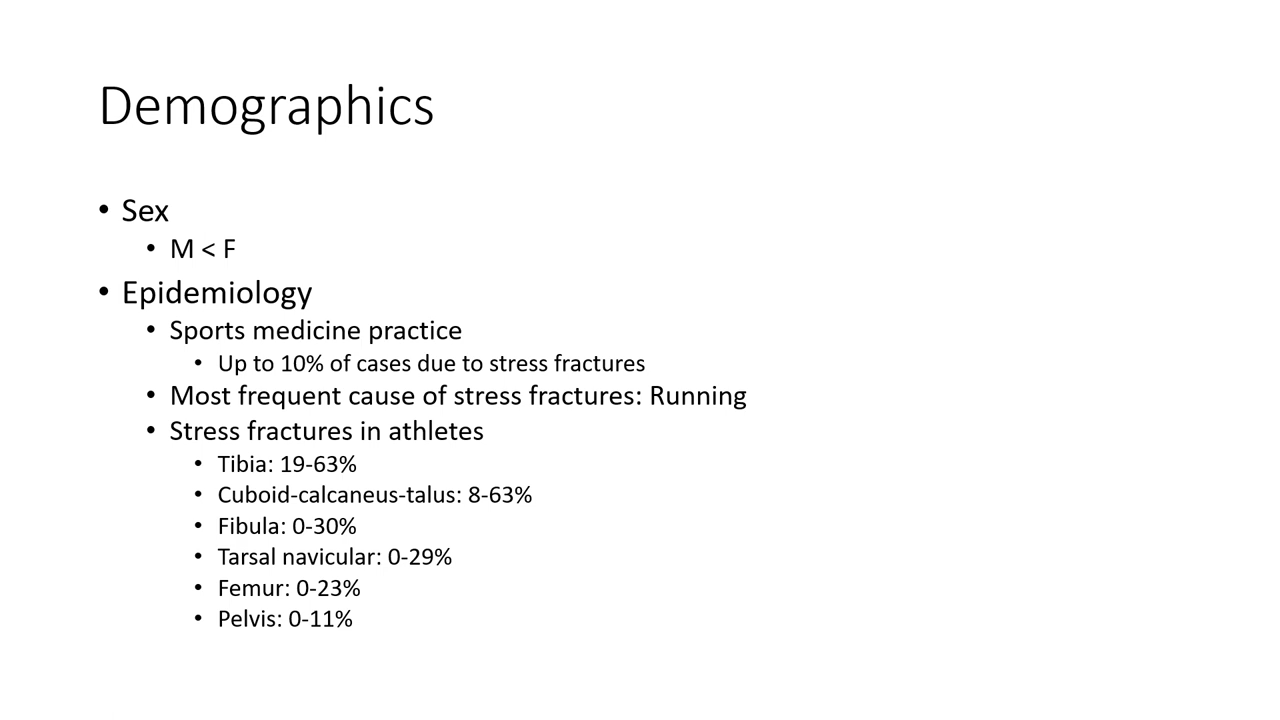 Demographics
• Sex
• M < F
• Epidemiology
• Sports medicine practice
• Up to 10% of cases due to stress fractures
• Most frequent cause of stress fractures: Running
• Stress fractures in athletes
• Tibia: 19-63%
• Cuboid-calcaneus-talus: 8-63%
• Fibula: 0-30%
• Tarsal navicular: 0-29%
• Femur: 0-23%
• Pelvis: 0-11%